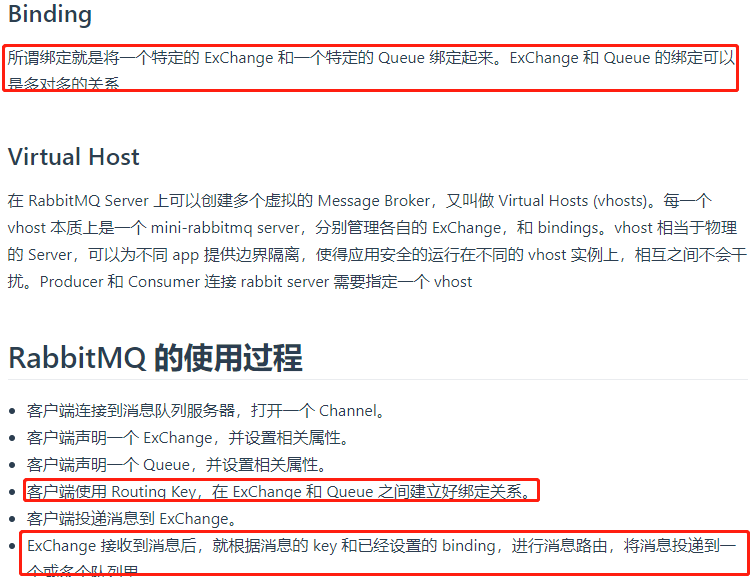 Binding
所谓绑定就是将一个特定的 ExChange 和一个特定的 Queue 绑定起来。ExChange 和 Queue 的绑定可以
是多对多的关系
Virtual Host
在 RabbitMQ Server 上可以创建多个虚拟的 Message Broker，又叫做 Virtual Hosts (vhosts)。每一个
vhost 本质上是一个 mini-rabbitmq server，分别管理各自的 ExChange，和 bindings。vhost 相当于物理
的 Server，可以为不同 app 提供边界隔离，使得应用安全的运行在不同的 vhost 实例上，相互之间不会干
扰。Producer 和 Consumer 连接 rabbit server 需要指定一个 vhost
RabbitMQ 的使用过程
• 客户端连接到消息队列服务器，打开一个 Channel。
• 客户端声明一个 ExChange，并设置相关属性。
• 客户端声明一个 Queue，并设置相关属性。
• 客户端使用 Routing Key，在 ExChange 和 Queue 之间建立好绑定关系。
• 客户端投递消息到 ExChange。
• ExChange 接收到消息后，就根据消息的 key 和已经设置的 binding，进行消息路由，将消息投递到一
个或多个队列里